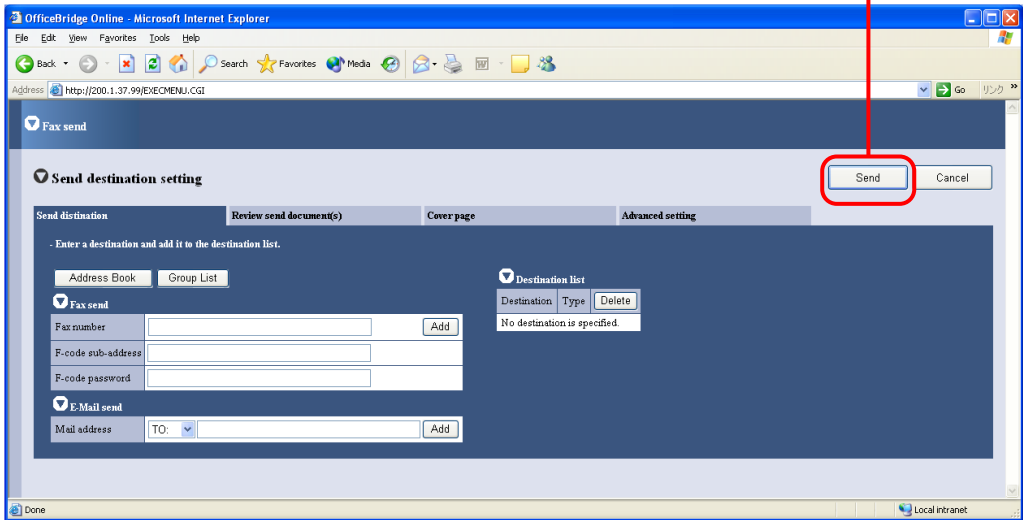 OfficeBridge Online - Microsoft Internet Explorer
File Edit View Favorites Tools Help
Back Search Favorites Media
Address http://200.1.37.99/EXECMENU.CGI Go リンク »
Fax send
Send destination setting Send Cancel
Send distination Review send document(s) Cover page Advanced setting
- Enter a destination and add it to the destination list.
Address Book Group List
Destination list
Fax send
Destination Type Delete
Fax number Add
No destination is specified.
F-code sub-address
F-code password
E-Mail send
Mail address TO: Add
Done Local intranet